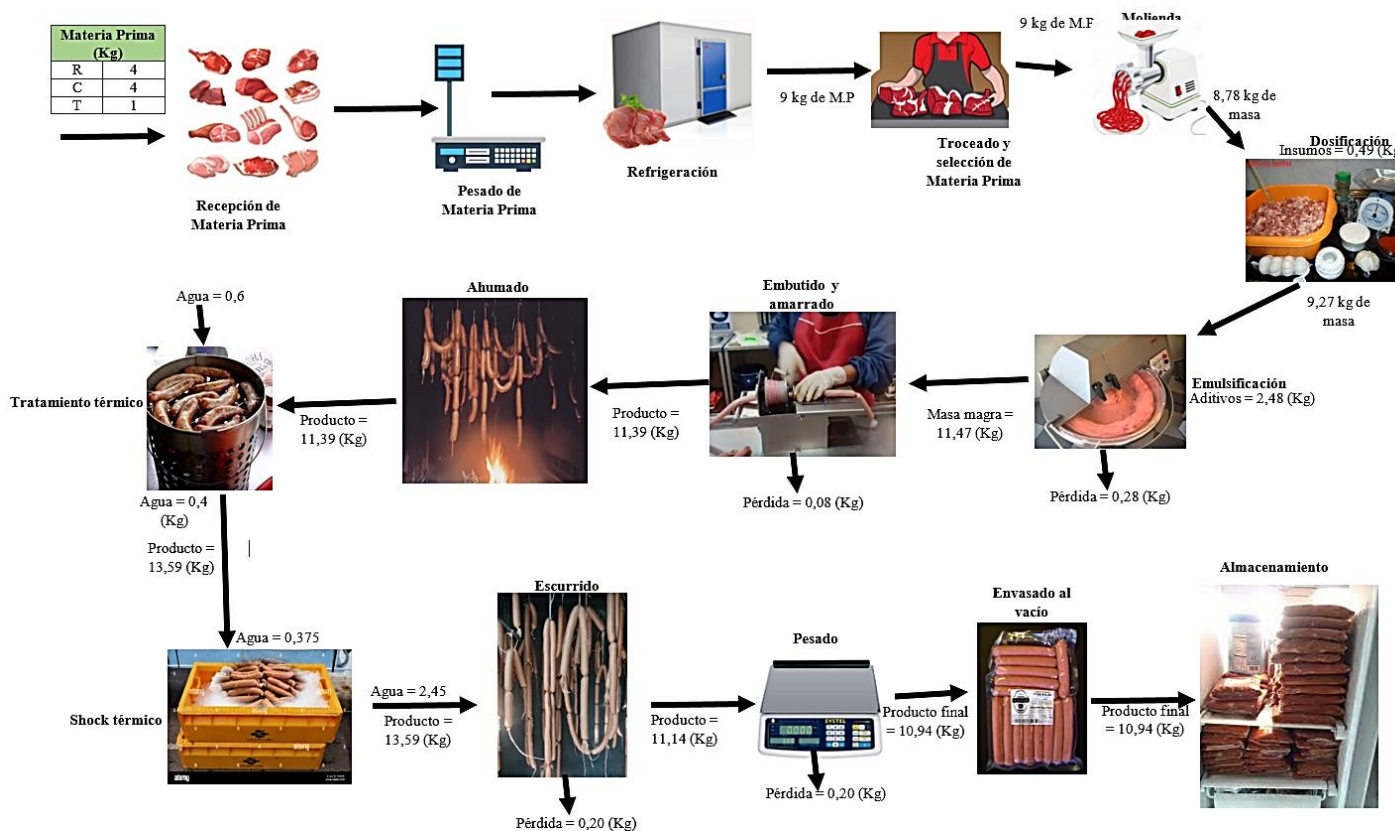 Materia Prima
(Kg)
R 4
C 4
T 1
Recepción de
Materia Prima
Pesado de
Materia Prima
Refrigeración
9 kg de M.P
Troceado y
selección de
Materia Prima
9 kg de M.F
Molienda
8,78 kg de
masa
Dosificación
Insumos = 0,49 (Kg
9,27 kg de
masa
Emulsificación
Aditivos = 2,48 (Kg)
Pérdida = 0,28 (Kg)
Masa magra =
11,47 (Kg)
Embutido y
amarrado
Pérdida = 0,08 (Kg)
Producto =
11,39 (Kg)
Ahumado
Producto =
11,39 (Kg)
Agua = 0,6
Tratamiento térmico
Agua = 0,4
(Kg)
Producto =
13,59 (Kg)
Agua = 0,375
Shock térmico
alamy
alamy
Agua = 2,45
Producto =
13,59 (Kg)
Escurrido
Pérdida = 0,20 (Kg)
Producto =
11,14 (Kg)
Pesado
SYSTEL
Pérdida = 0,20 (Kg)
Producto final
= 10,94 (Kg)
Envasado al
vacío
Producto final
= 10,94 (Kg)
Almacenamiento